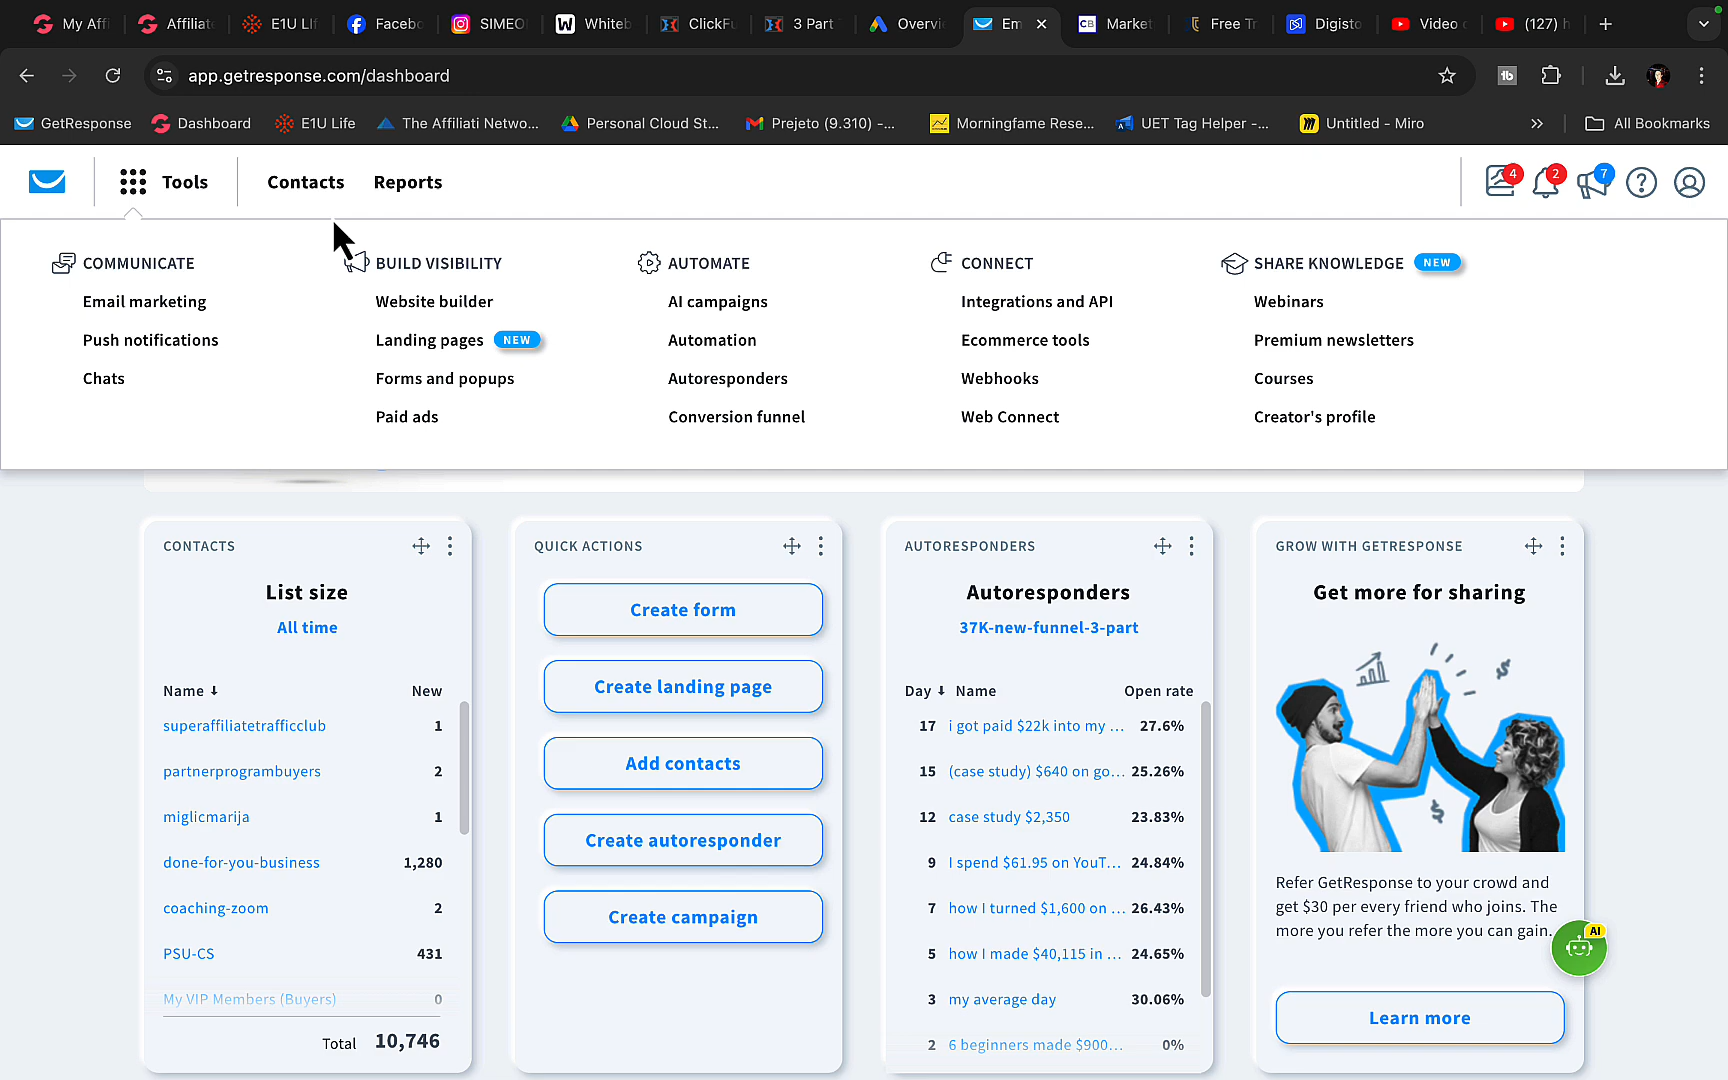 My Affi
Affiliat
E1U LIf
Facebo
SIMEO
Whiteb
ClickFu
3 Part
Overvi
Em
Market
Free Tr
Digisto
Video
(127) h
app.getresponse.com/dashboard
GetResponse
Dashboard
E1U Life
The Affiliati Netwo...
Personal Cloud St...
Prejeto (9.310) -...
Morningfame Rese...
UET Tag Helper -...
Untitled - Miro
All Bookmarks
Tools
Contacts
Reports
4
2
7
COMMUNICATE
Email marketing
Push notifications
Chats
BUILD VISIBILITY
Website builder
Landing pages NEW
Forms and popups
Paid ads
AUTOMATE
AI campaigns
Automation
Autoresponders
Conversion funnel
CONNECT
Integrations and API
Ecommerce tools
Webhooks
Web Connect
SHARE KNOWLEDGE NEW
Webinars
Premium newsletters
Courses
Creator's profile
CONTACTS
List size
All time
Name New
superaffiliatetrafficclub 1
partnerprogrambuyers 2
miglicmarija 1
done-for-you-business 1,280
coaching-zoom 2
PSU-CS 431
My VIP Members (Buyers) 0
Total 10,746
QUICK ACTIONS
Create form
Create landing page
Add contacts
Create autoresponder
Create campaign
AUTORESPONDERS
Autoresponders
37K-new-funnel-3-part
Day Name Open rate
17 i got paid $22k into my ... 27.6%
15 (case study) $640 on go... 25.26%
12 case study $2,350 23.83%
9 I spend $61.95 on YouT... 24.84%
7 how I turned $1,600 on ... 26.43%
5 how I made $40,115 in ... 24.65%
3 my average day 30.06%
2 6 beginners made $900... 0%
GROW WITH GETRESPONSE
Get more for sharing
Refer GetResponse to your crowd and
get $30 per every friend who joins. The
more you refer the more you can gain.
AI
Learn more